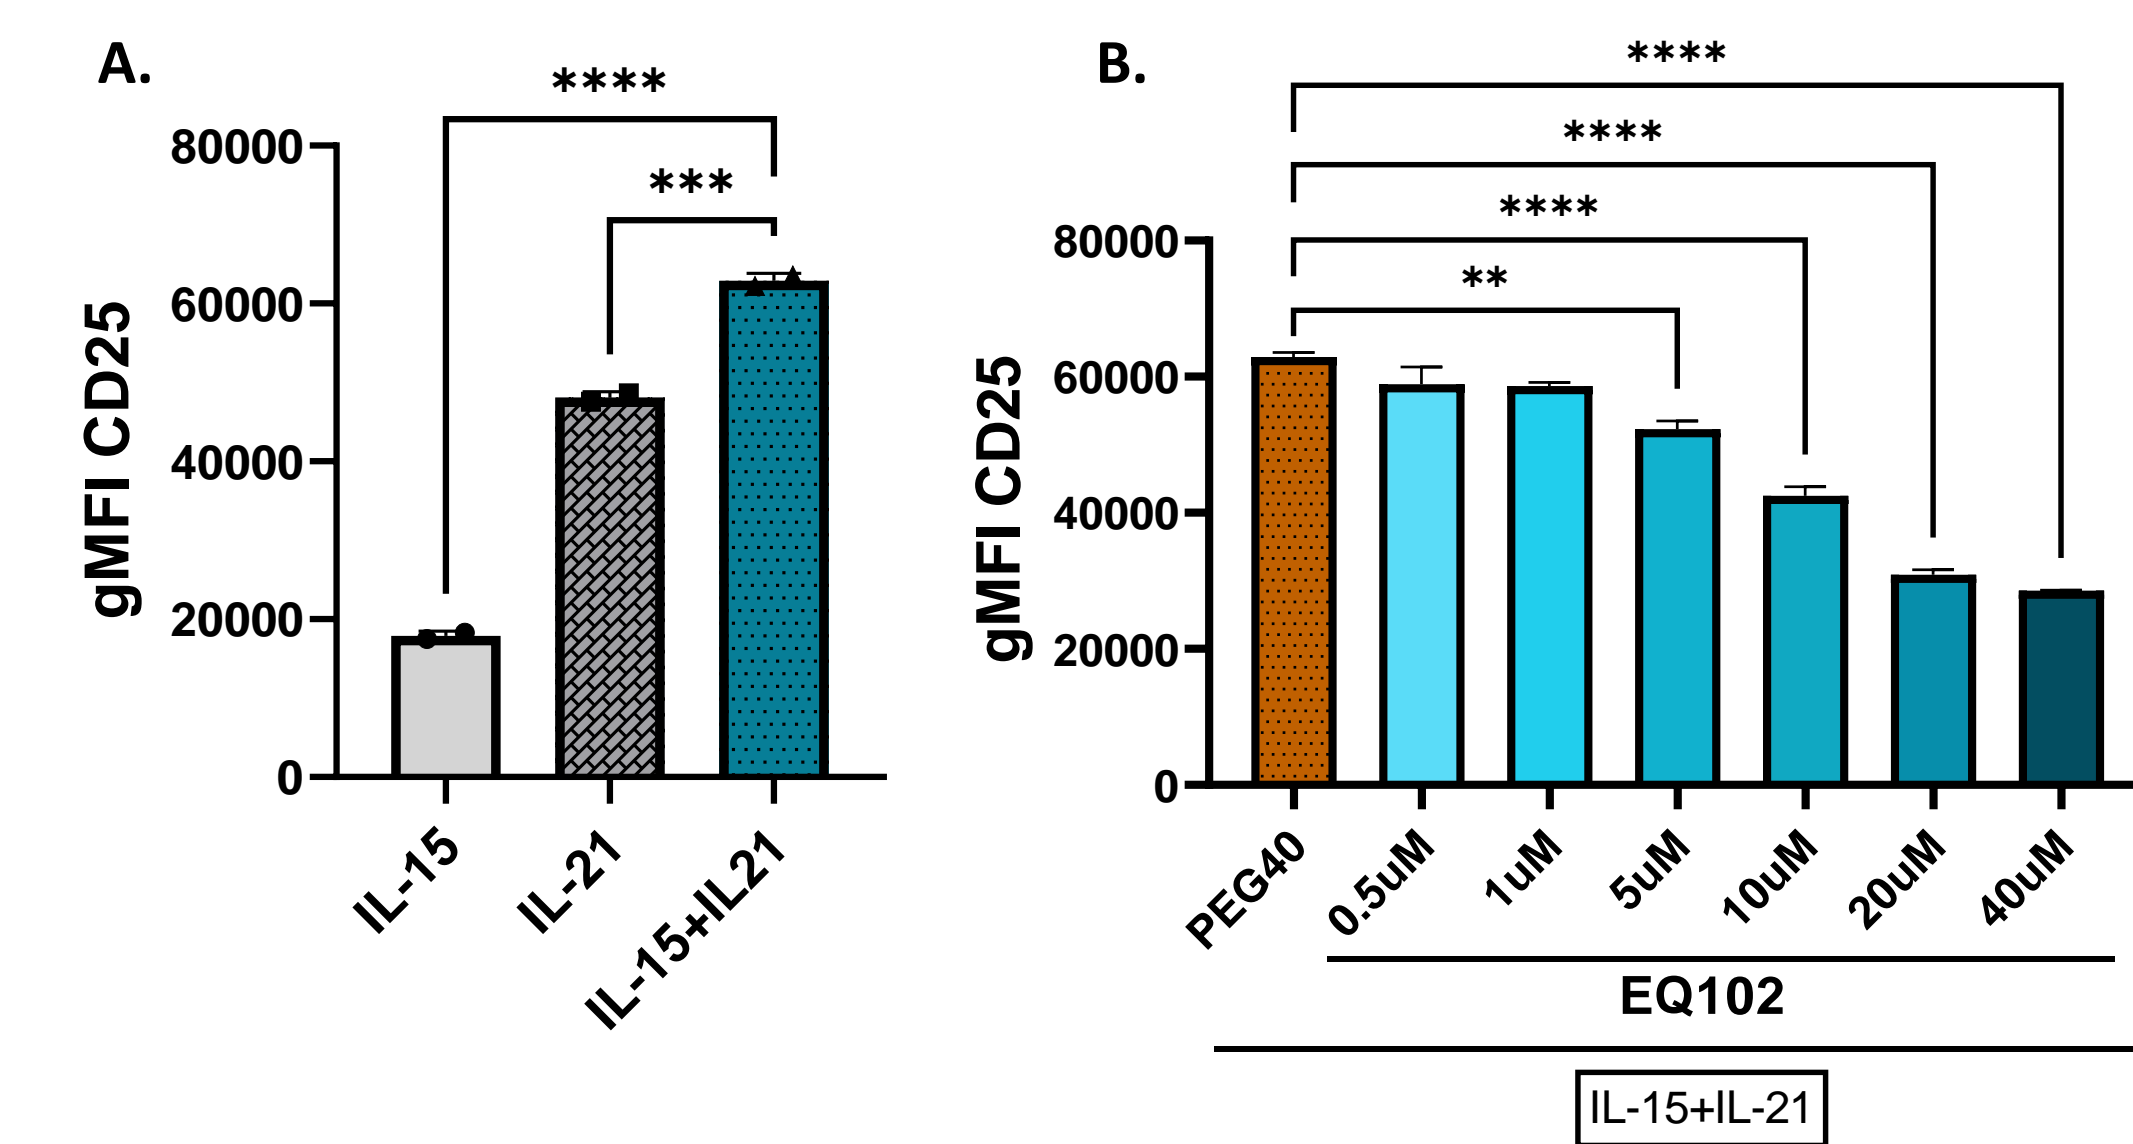 A.
****
***
80000
60000
40000
20000
0
gMFI CD25
IL-15
IL-21
IL-15+IL21
B.
****
****
****
**
80000
60000
40000
20000
0
gMFI CD25
PEG40
0.5uM
1uM
5uM
10uM
20uM
40uM
EQ102
IL-15+IL-21